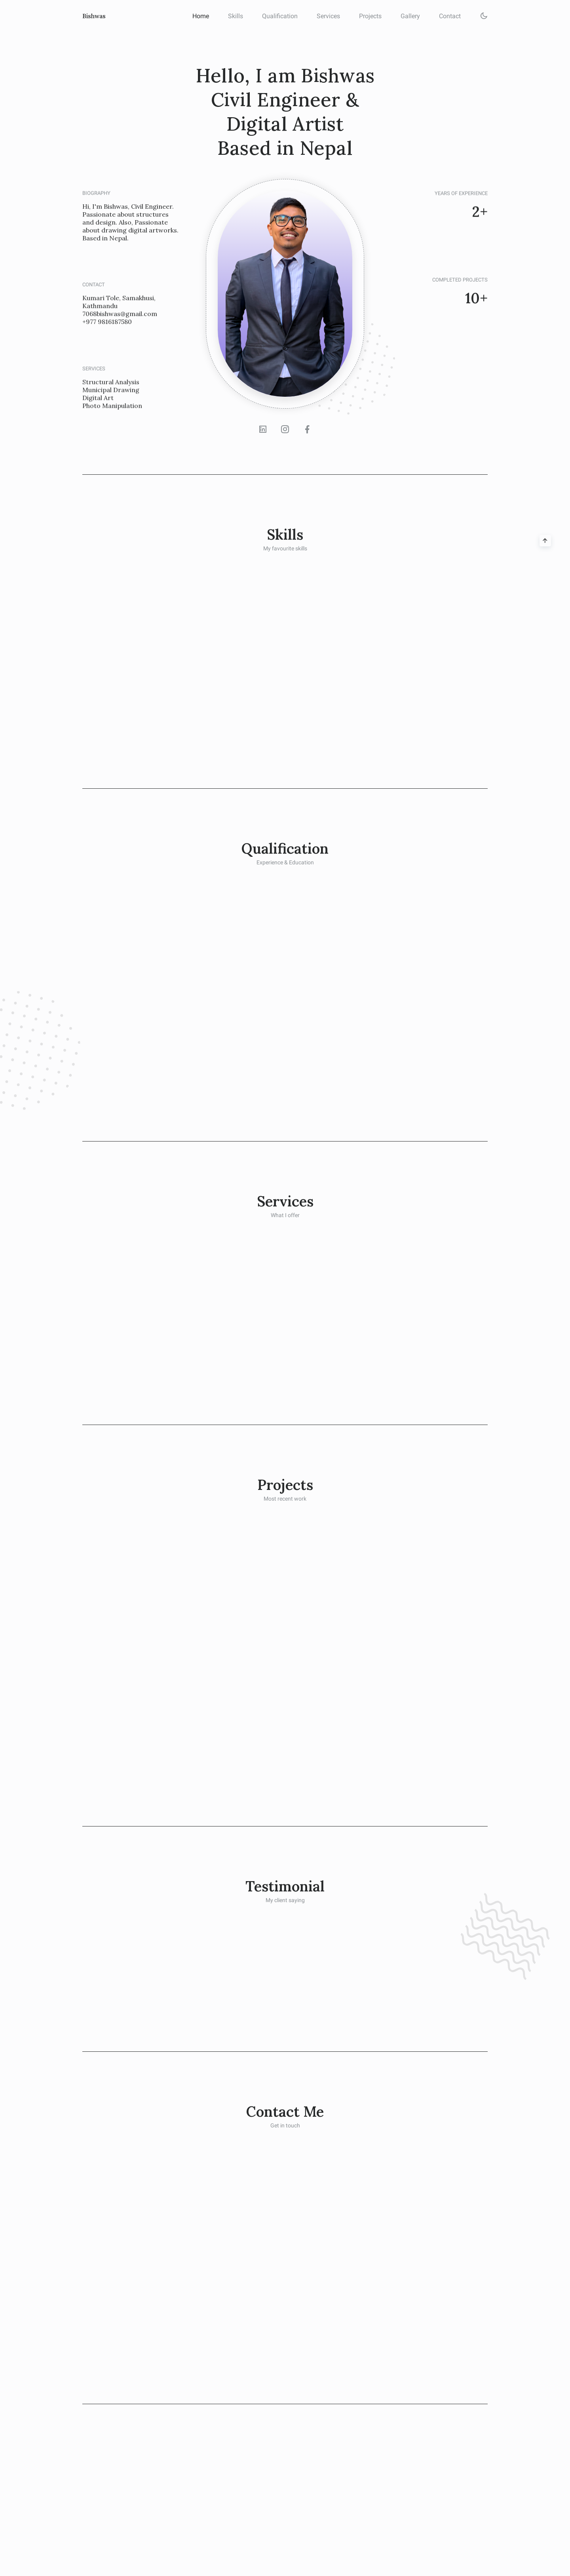 Bishwas
Home
Skills
Qualification
Services
Projects
Gallery
Contact
Hello, I am Bishwas
Civil Engineer &
Digital Artist
Based in Nepal
BIOGRAPHY
Hi, I'm Bishwas, Civil Engineer.
Passionate about structures
and design. Also, Passionate
about drawing digital artworks.
Based in Nepal.
CONTACT
Kumari Tole, Samakhusi,
Kathmandu
7068bishwas@gmail.com
+977 9816187580
SERVICES
Structural Analysis
Municipal Drawing
Digital Art
Photo Manipulation
YEARS OF EXPERIENCE
2+
COMPLETED PROJECTS
10+
Skills
My favourite skills
Qualification
Experience & Education
Services
What I offer
Projects
Most recent work
Testimonial
My client saying
Contact Me
Get in touch